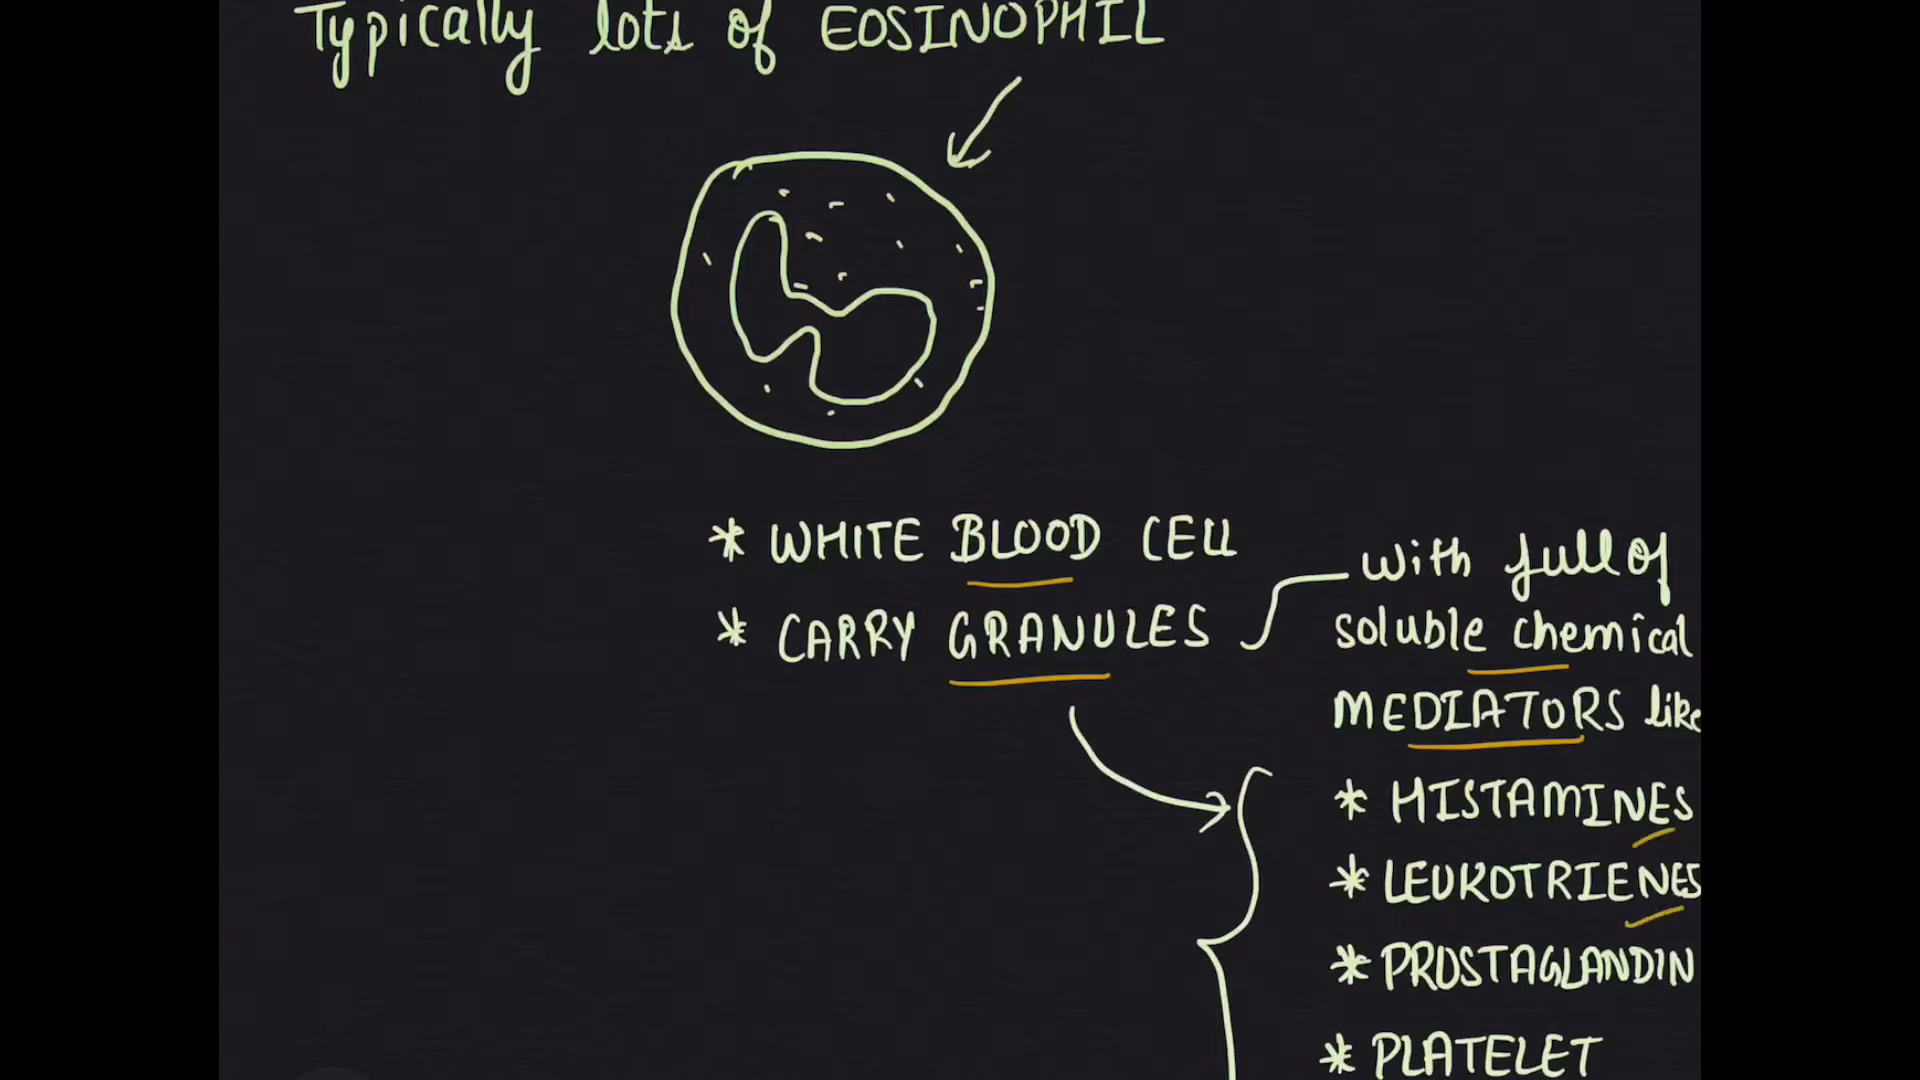 Typically lots of EOSINOPHIL
* WHITE BLOOD CELL
* CARRY GRANULES
with full of
soluble chemical
MEDIATORS like
* HISTAMINES
* LEUKOTRIENES
* PROSTAGLANDIN
* PLATELET